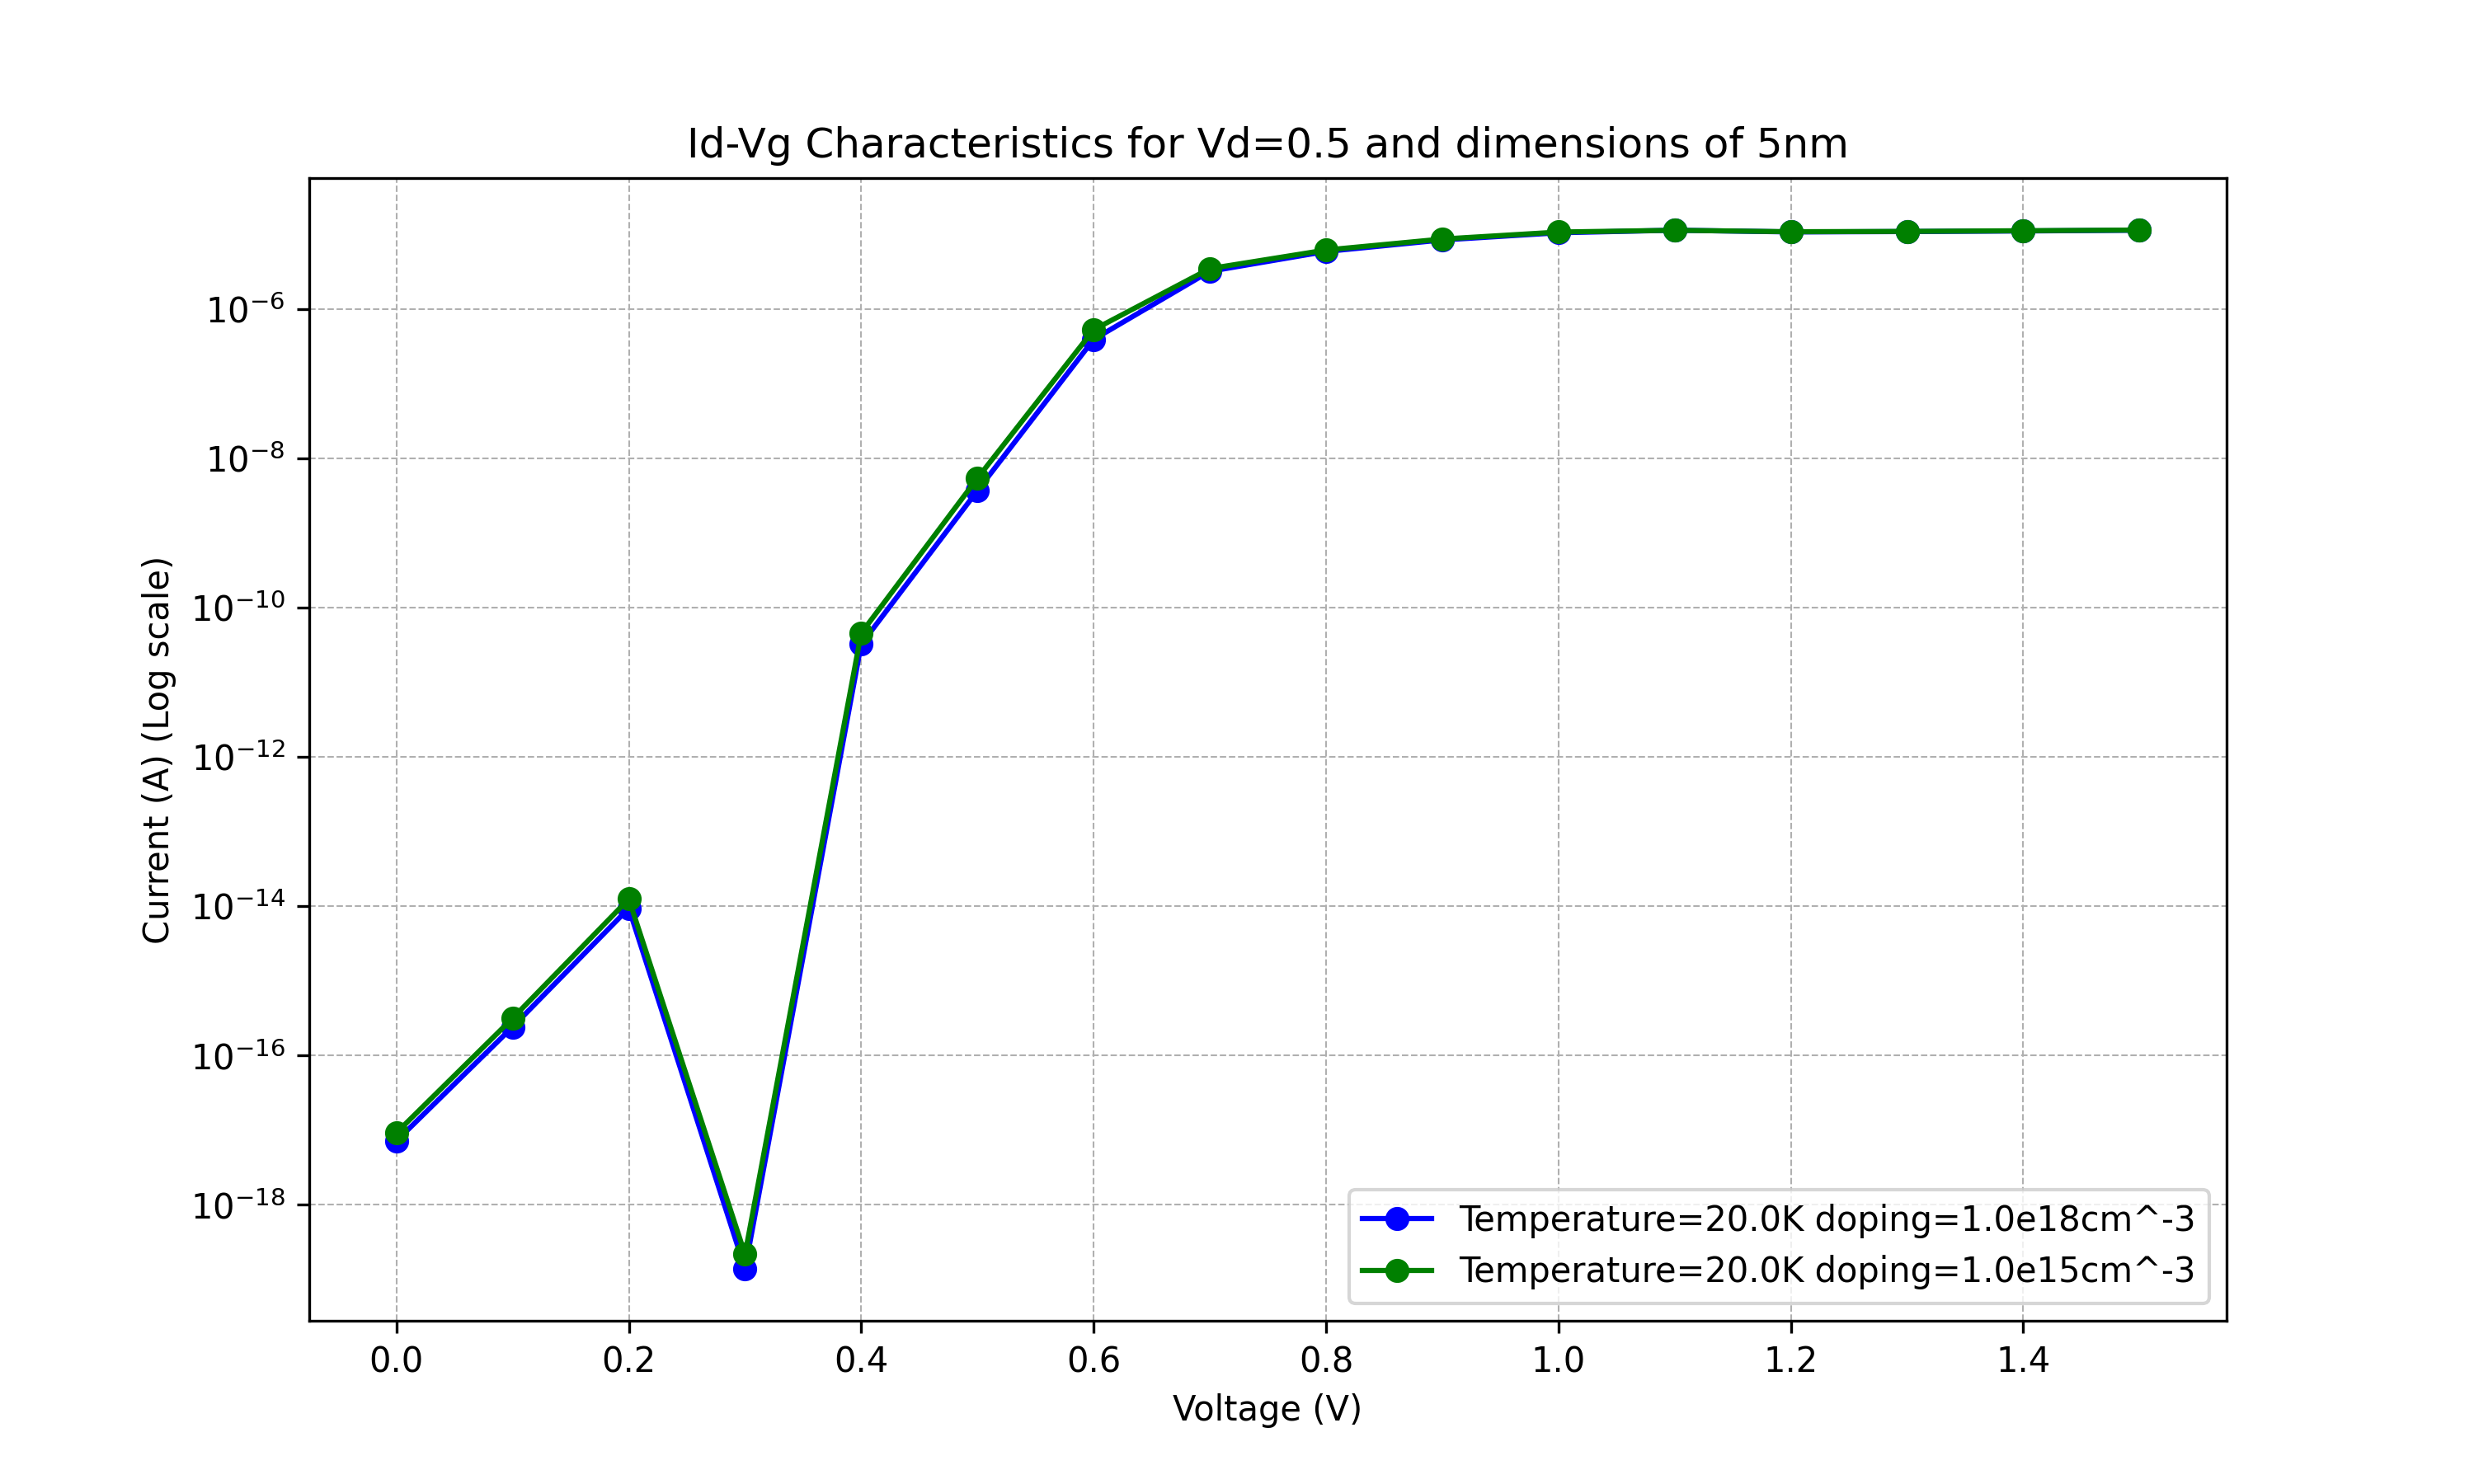 Id-Vg Characteristics for Vd=0.5 and dimensions of 5nm
Current (A) (Log scale)
10⁻⁶
10⁻⁸
10⁻¹⁰
10⁻¹²
10⁻¹⁴
10⁻¹⁶
10⁻¹⁸
Temperature=20.0K doping=1.0e18cm^-3
Temperature=20.0K doping=1.0e15cm^-3
0.0 0.2 0.4 0.6 0.8 1.0 1.2 1.4
Voltage (V)